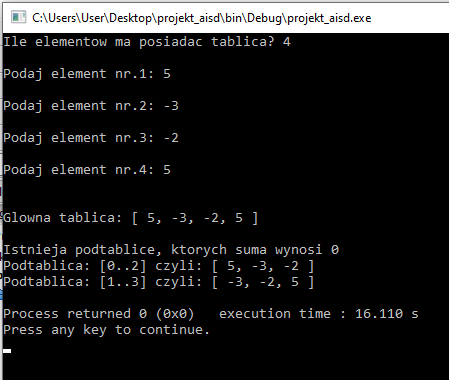 C:\Users\User\Desktop\projekt_aisd\bin\Debug\projekt_aisd.exe
Ile elementow ma posiadac tablica? 4
Podaj element nr.1: 5
Podaj element nr.2: -3
Podaj element nr.3: -2
Podaj element nr.4: 5
Glowna tablica: [ 5, -3, -2, 5 ]
Istnieja podtablice, ktorych suma wynosi 0
Podtablica: [0..2] czyli: [ 5, -3, -2 ]
Podtablica: [1..3] czyli: [ -3, -2, 5 ]
Process returned 0 (0x0)   execution time : 16.110 s
Press any key to continue.